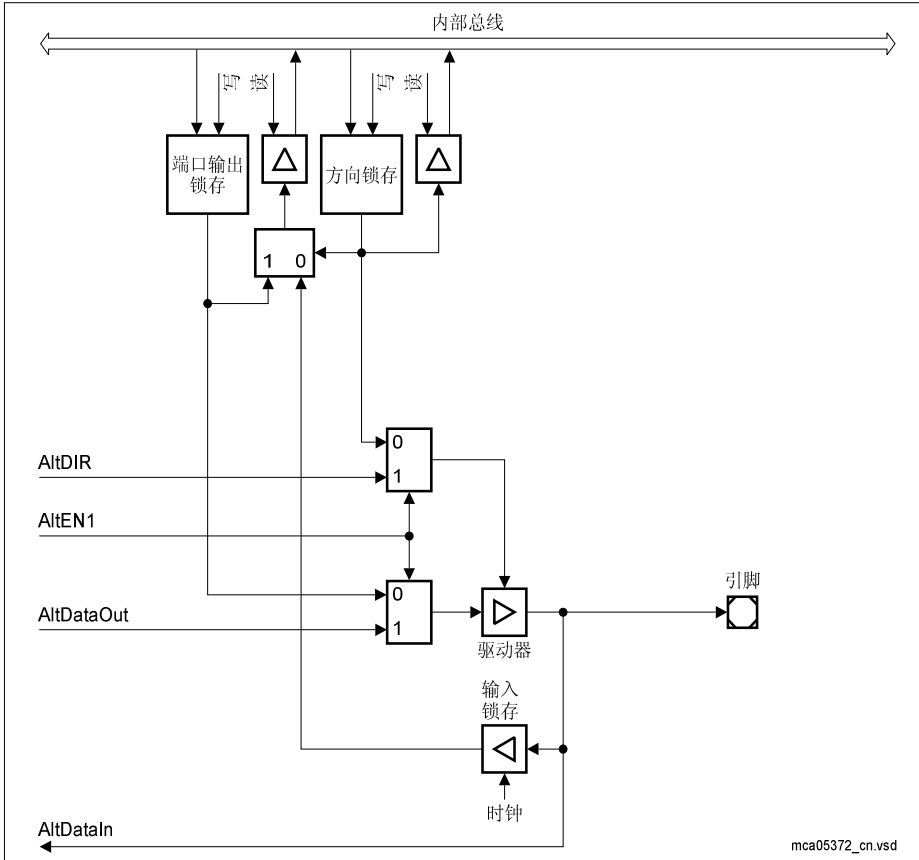 内部总线
写
读
写
读
端口输出
锁存
方向锁存
1 0
0
AltDIR
1
AltEN1
0
AltDataOut
1
引脚
驱动器
输入
锁存
时钟
AltDataIn
mca05372_cn.vsd